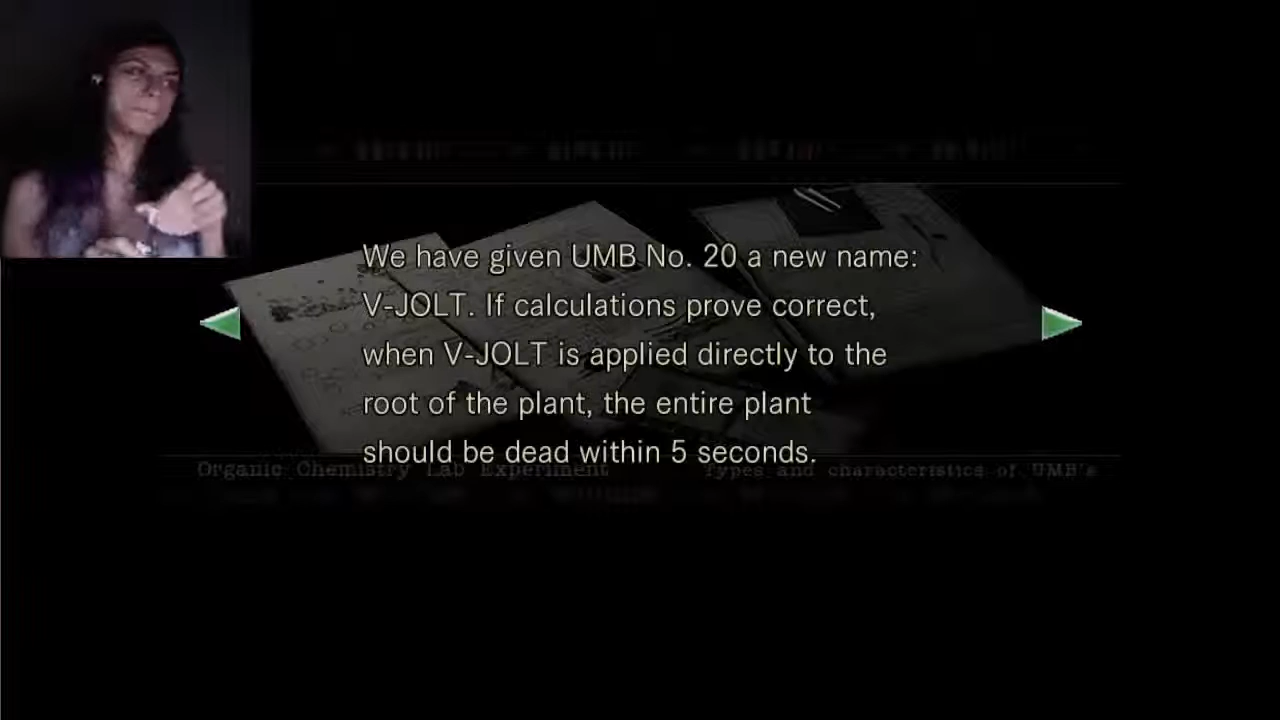 We have given UMB No. 20 a new name:
V-JOLT. If calculations prove correct,
when V-JOLT is applied directly to the
root of the plant, the entire plant
should be dead within 5 seconds.
Organic Chemistry Lab Experiment Types and characteristics of UMB's